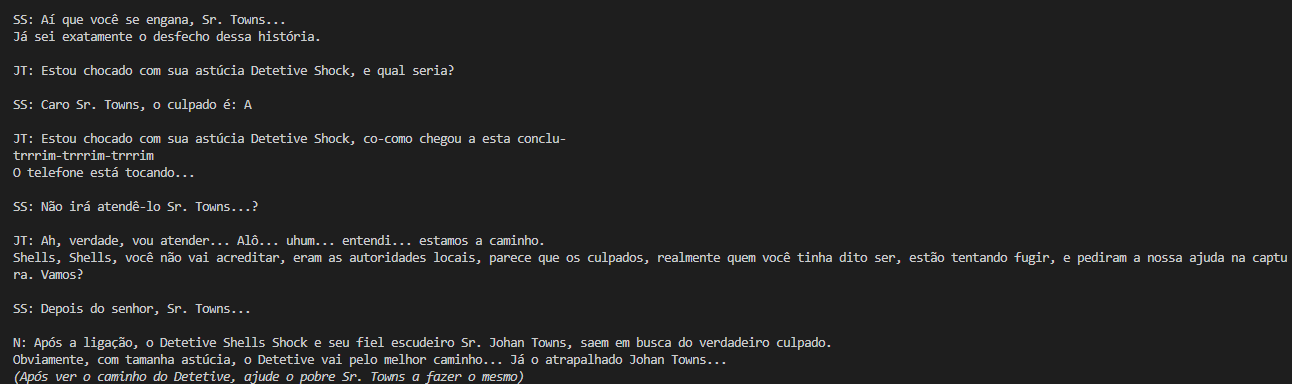 SS: Aí que você se engana, Sr. Towns...
Já sei exatamente o desfecho dessa história.
JT: Estou chocado com sua astúcia Detetive Shock, e qual seria?
SS: Caro Sr. Towns, o culpado é: A
JT: Estou chocado com sua astúcia Detetive Shock, co-como chegou a esta conclu-
trrrim-trrrim-trrrim
O telefone está tocando...
SS: Não irá atendê-lo Sr. Towns...?
JT: Ah, verdade, vou atender... Alô... uhum... entendi... estamos a caminho.
Shells, Shells, você não vai acreditar, eram as autoridades locais, parece que os culpados, realmente quem você tinha dito ser, estão tentando fugir, e pediram a nossa ajuda na captu
ra. Vamos?
SS: Depois do senhor, Sr. Towns...
N: Após a ligação, o Detetive Shells Shock e seu fiel escudeiro Sr. Johan Towns, saem em busca do verdadeiro culpado.
Obviamente, com tamanha astúcia, o Detetive vai pelo melhor caminho... Já o atrapalhado Johan Towns...
(Após ver o caminho do Detetive, ajude o pobre Sr. Towns a fazer o mesmo)